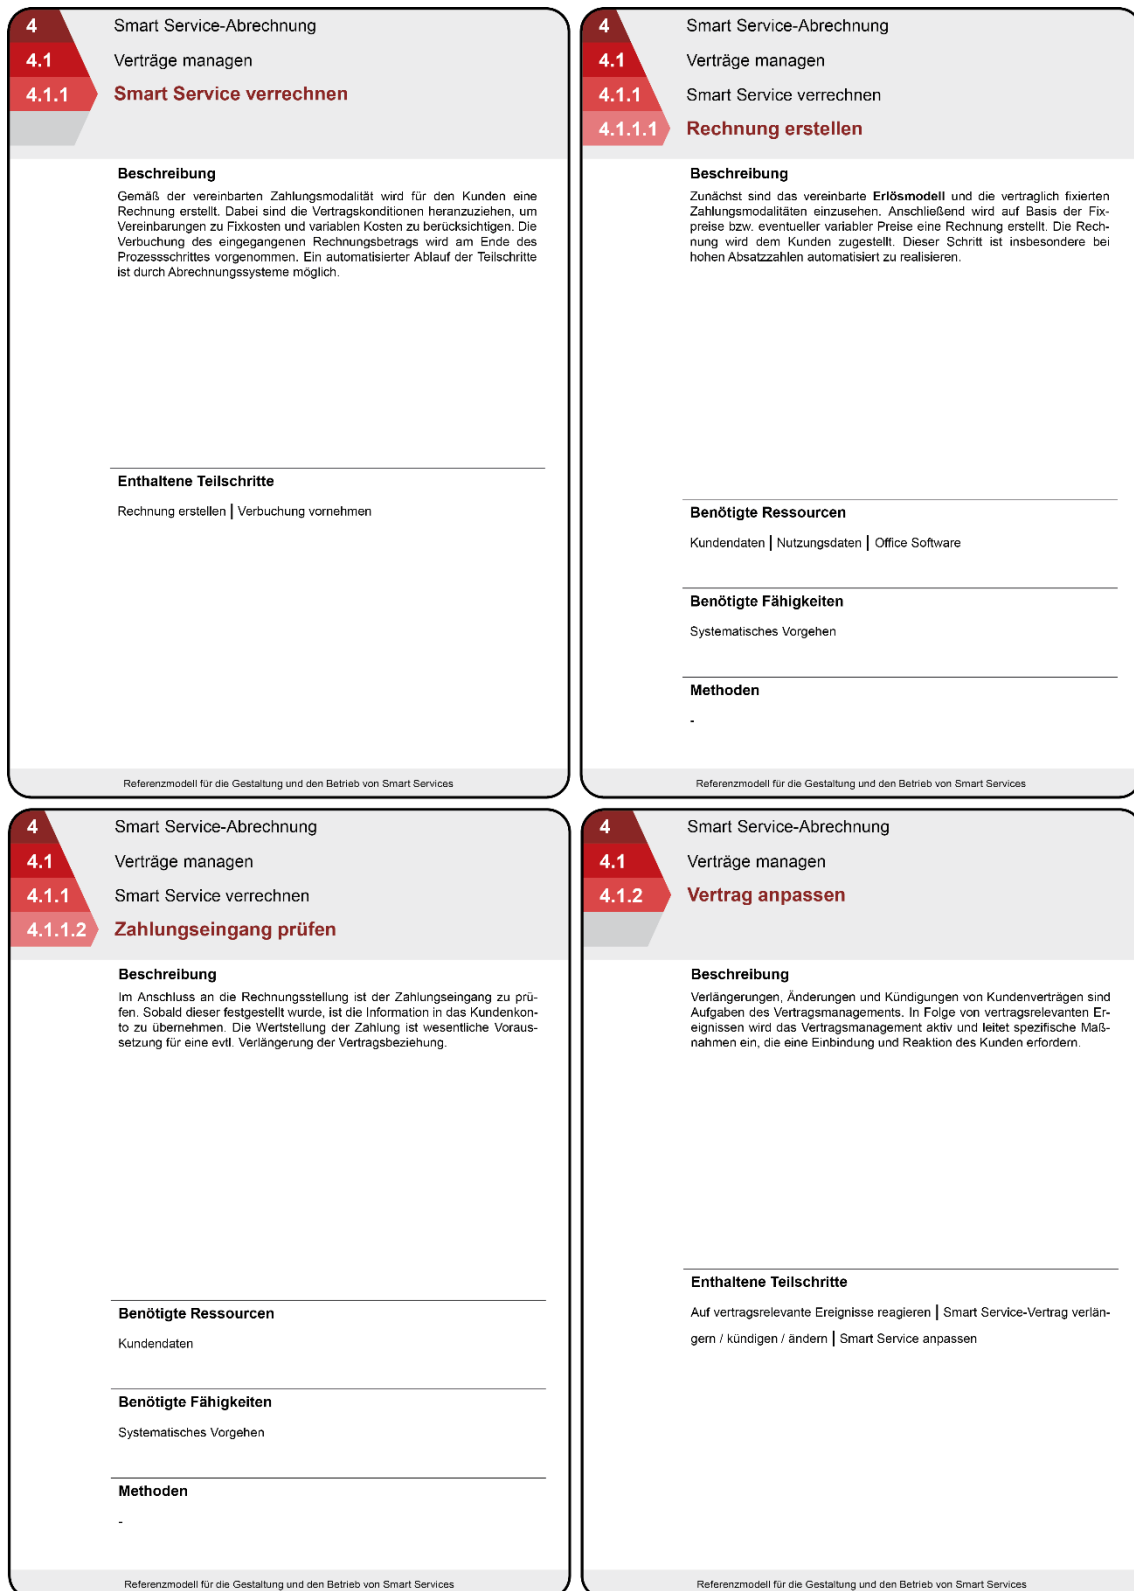 4 Smart Service-Abrechnung
4.1 Verträge managen
4.1.1 Smart Service verrechnen
Beschreibung
Gemäß der vereinbarten Zahlungsmodalität wird für den Kunden eine
Rechnung erstellt. Dabei sind die Vertragskonditionen heranzuziehen, um
Vereinbarungen zu Fixkosten und variablen Kosten zu berücksichtigen. Die
Verbuchung des eingegangenen Rechnungsbetrags wird am Ende des
Prozessschrittes vorgenommen. Ein automatisierter Ablauf der Teilschritte
ist durch Abrechnungssysteme möglich.
Enthaltene Teilschritte
Rechnung erstellen | Verbuchung vornehmen
Referenzmodell für die Gestaltung und den Betrieb von Smart Services
4 Smart Service-Abrechnung
4.1 Verträge managen
4.1.1 Smart Service verrechnen
4.1.1.1 Rechnung erstellen
Beschreibung
Zunächst sind das vereinbarte Erlösmodell und die vertraglich fixierten
Zahlungsmodalitäten einzusehen. Anschließend wird auf Basis der Fix-
preise bzw. eventueller variabler Preise eine Rechnung erstellt. Die Rech-
nung wird dem Kunden zugestellt. Dieser Schritt ist insbesondere bei
hohen Absatzzahlen automatisiert zu realisieren.
Benötigte Ressourcen
Kundendaten | Nutzungsdaten | Office Software
Benötigte Fähigkeiten
Systematisches Vorgehen
Methoden
-
Referenzmodell für die Gestaltung und den Betrieb von Smart Services
4 Smart Service-Abrechnung
4.1 Verträge managen
4.1.1 Smart Service verrechnen
4.1.1.2 Zahlungseingang prüfen
Beschreibung
Im Anschluss an die Rechnungsstellung ist der Zahlungseingang zu prü-
fen. Sobald dieser festgestellt wurde, ist die Information in das Kundenkon-
to zu übernehmen. Die Wertstellung der Zahlung ist wesentliche Voraus-
setzung für eine evtl. Verlängerung der Vertragsbeziehung.
Benötigte Ressourcen
Kundendaten
Benötigte Fähigkeiten
Systematisches Vorgehen
Methoden
-
Referenzmodell für die Gestaltung und den Betrieb von Smart Services
4 Smart Service-Abrechnung
4.1 Verträge managen
4.1.2 Vertrag anpassen
Beschreibung
Verlängerungen, Änderungen und Kündigungen von Kundenverträgen sind
Aufgaben des Vertragsmanagements. In Folge von vertragsrelevanten Er-
eignissen wird das Vertragsmanagement aktiv und leitet spezifische Maß-
nahmen ein, die eine Einbindung und Reaktion des Kunden erfordern.
Enthaltene Teilschritte
Auf vertragsrelevante Ereignisse reagieren | Smart Service-Vertrag verlän-
gern / kündigen / ändern | Smart Service anpassen
Referenzmodell für die Gestaltung und den Betrieb von Smart Services